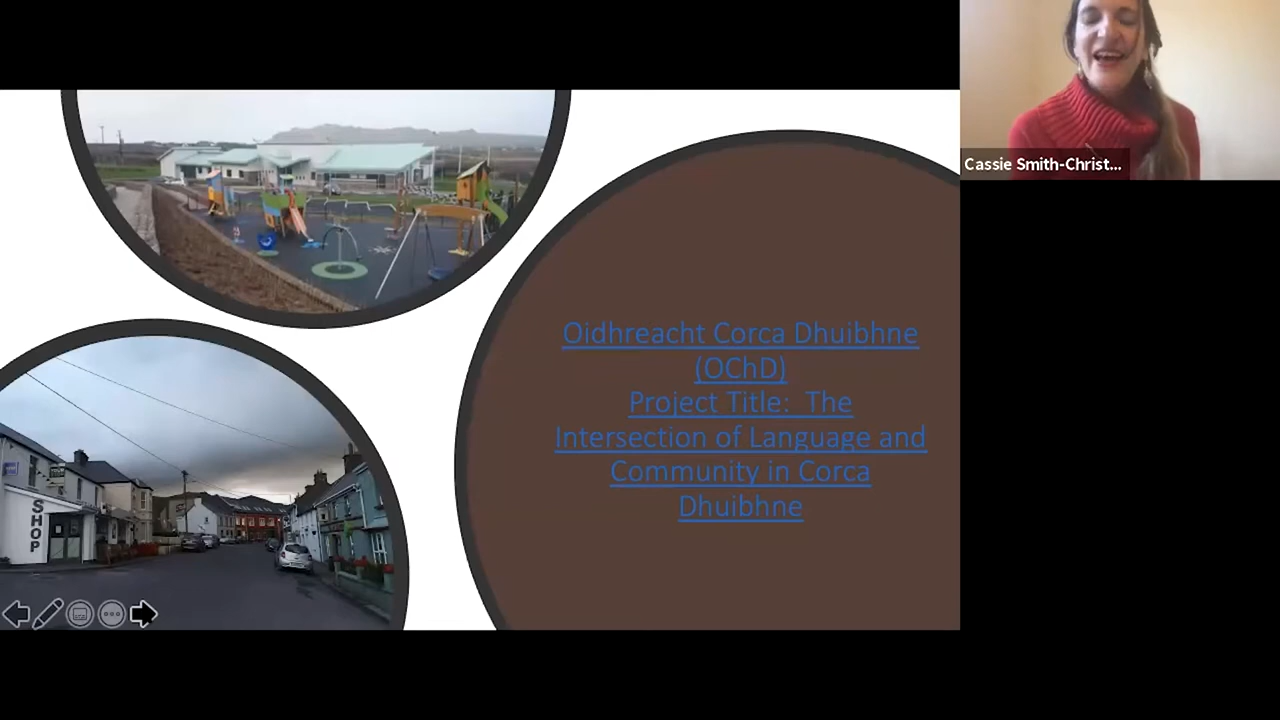 Cassie Smith-Christ...
Oidhreacht Corca Dhuibhne
(OChD)
Project Title:  The
Intersection of Language and
Community in Corca
Dhuibhne
SHOP